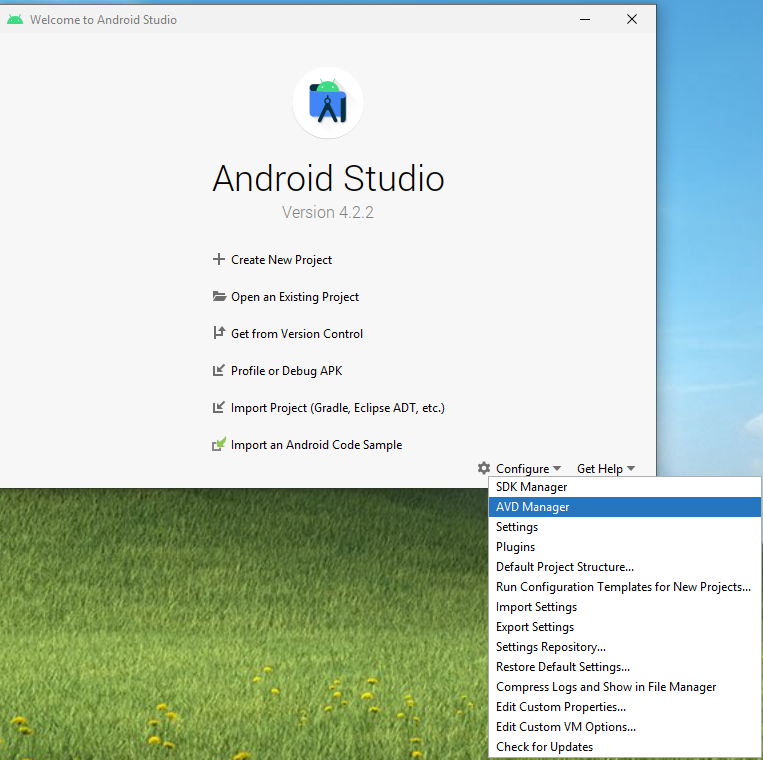 Welcome to Android Studio
Android Studio
Version 4.2.2
Create New Project
Open an Existing Project
Get from Version Control
Profile or Debug APK
Import Project (Gradle, Eclipse ADT, etc.)
Import an Android Code Sample
Configure Get Help
SDK Manager
AVD Manager
Settings
Plugins
Default Project Structure...
Run Configuration Templates for New Projects...
Import Settings
Export Settings
Settings Repository...
Restore Default Settings...
Compress Logs and Show in File Manager
Edit Custom Properties...
Edit Custom VM Options...
Check for Updates